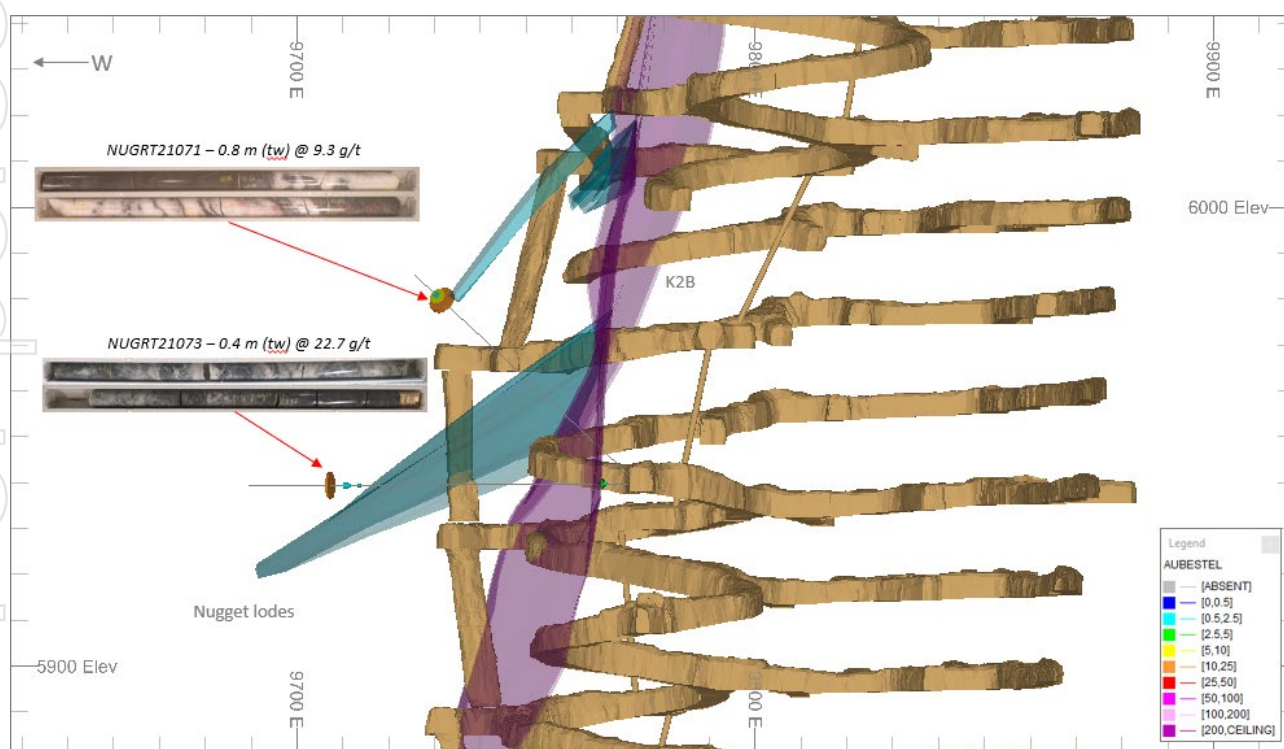 W
9700 E
9800 E
9900 E
NUGRT21071 – 0.8 m (tw) @ 9.3 g/t
6000 Elev
K2B
NUGRT21073 – 0.4 m (tw) @ 22.7 g/t
Nugget lodes
5900 Elev
9700 E
9800 E
Legend
AUBESTEL
[ABSENT]
[0,0.5]
[0.5,2.5]
[2.5,5]
[5,10]
[10,25]
[25,50]
[50,100]
[100,200]
[200,CEILING]